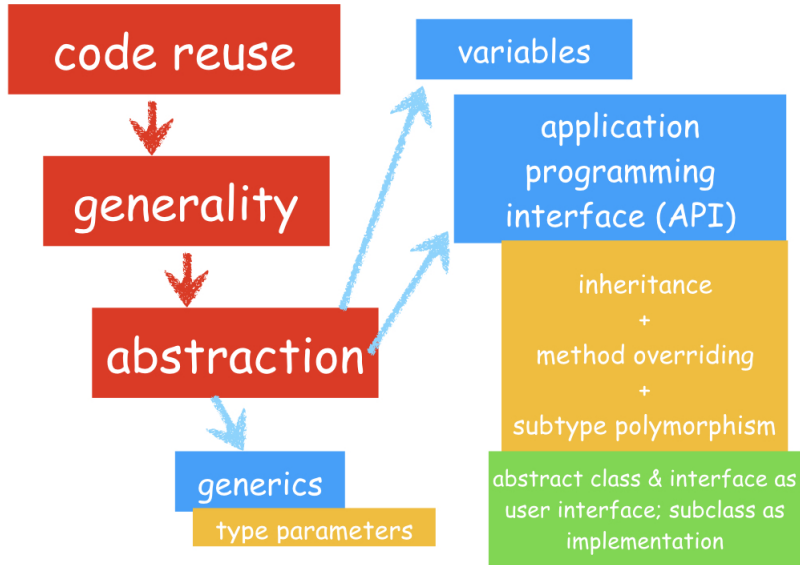 code reuse
generality
abstraction
generics
type parameters
variables
application
programming
interface (API)
inheritance
+
method overriding
+
subtype polymorphism
abstract class & interface as
user interface; subclass as
implementation